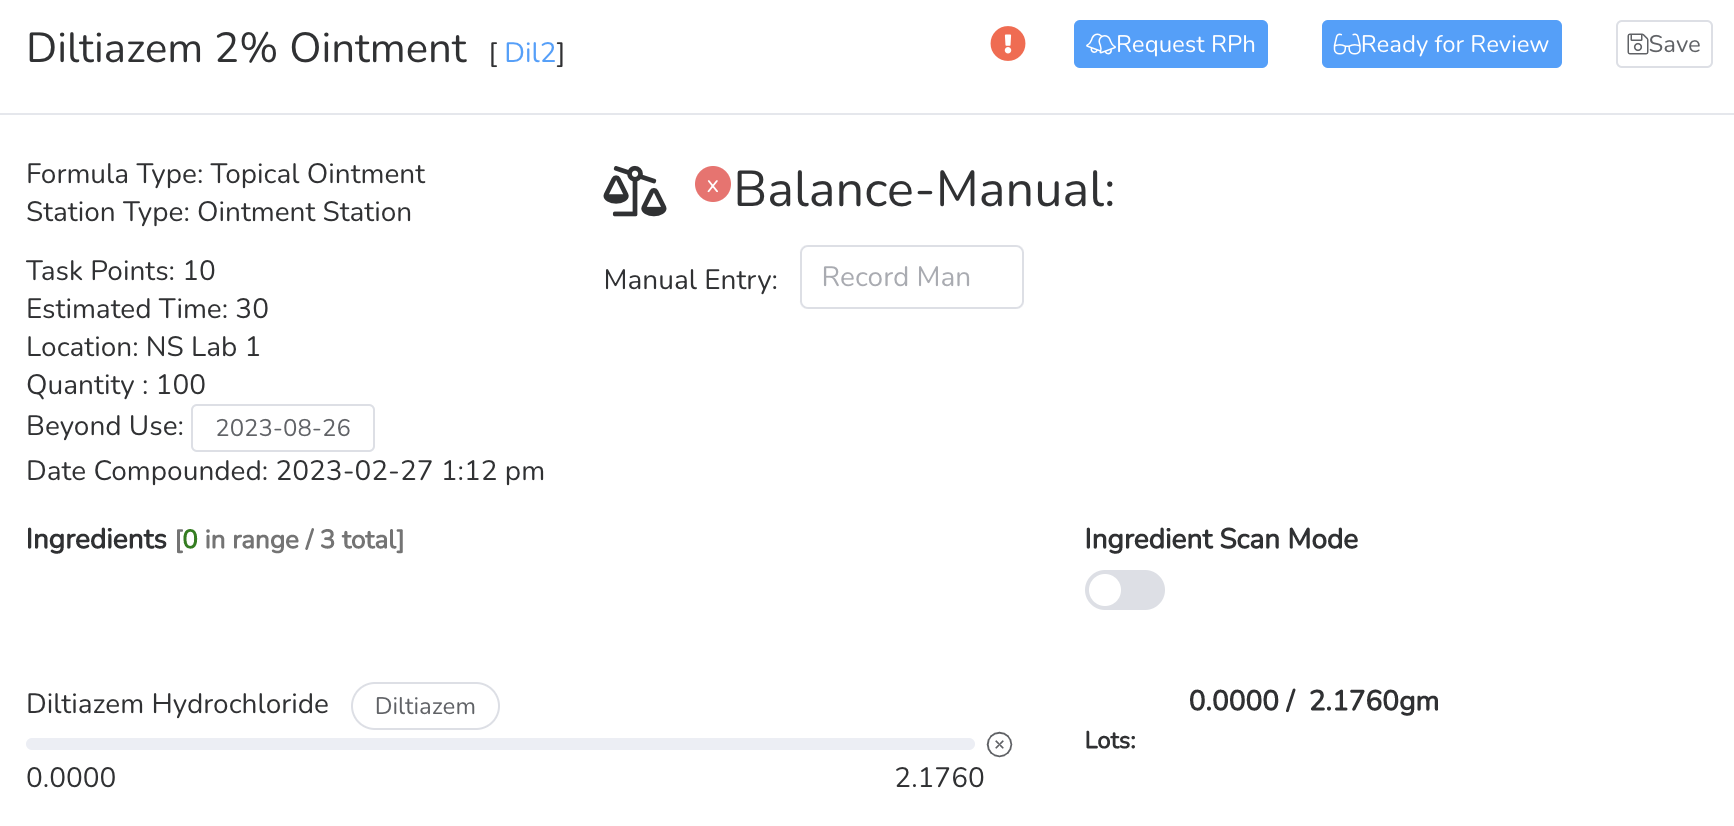 Diltiazem 2% Ointment [ Dil2]
!
Request RPh
Ready for Review
Save
Formula Type: Topical Ointment
Station Type: Ointment Station
Task Points: 10
Estimated Time: 30
Location: NS Lab 1
Quantity : 100
Beyond Use: 2023-08-26
Date Compounded: 2023-02-27 1:12 pm
x Balance-Manual:
Manual Entry: Record Man
Ingredients [0 in range / 3 total]
Ingredient Scan Mode
Diltiazem Hydrochloride Diltiazem
0.0000 2.1760
0.0000 / 2.1760gm
Lots: